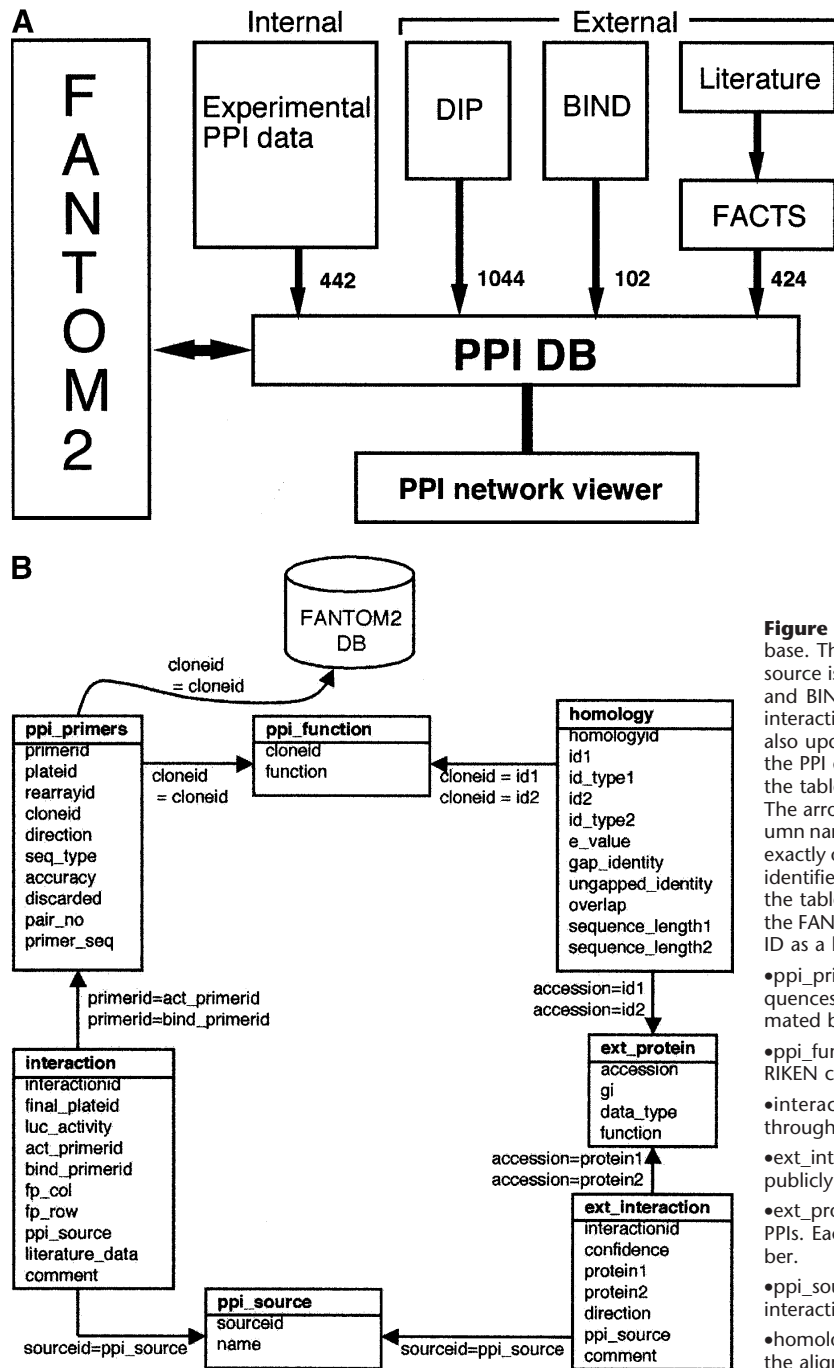 A
Internal
External
F
A
N
T
O
M
2
Experimental
PPI data
DIP
BIND
Literature
FACTS
442
1044
102
424
PPI DB
PPI network viewer
B
FANTOM2
DB
cloneid
= cloneid
ppi_primers
primerid
plateid
rearrayid
cloneid
direction
seq_type
accuracy
discarded
pair_no
primer_seq
cloneid
= cloneid
ppi_function
cloneid
function
cloneid = id1
cloneid = id2
homology
homologyid
id1
id_type1
id2
id_type2
e_value
gap_identity
ungapped_identity
overlap
sequence_length1
sequence_length2
primerid=act_primerid
primerid=bind_primerid
accession=id1
accession=id2
interaction
interactionid
final_plateid
luc_activity
act_primerid
bind_primerid
fp_col
fp_row
ppi_source
literature_data
comment
ext_protein
accession
gi
data_type
function
accession=protein1
accession=protein2
ext_interaction
interactionid
confidence
protein1
protein2
direction
ppi_source
comment
sourceid=ppi_source
ppi_source
sourceid
name
sourceid=ppi_source
Figure
base. Th
source is
and BIN
interaction
also upo
the PPI
the table
The arro
umn nar
exactly
identifie
the table
the FAN
ID as a
•ppi_pri
quences
mated b
•ppi_fun
RIKEN c
•interac
through
•ext_int
publicly
•ext_pro
PPIs. Eac
ber.
•ppi_sou
interacti
•homolo
the align